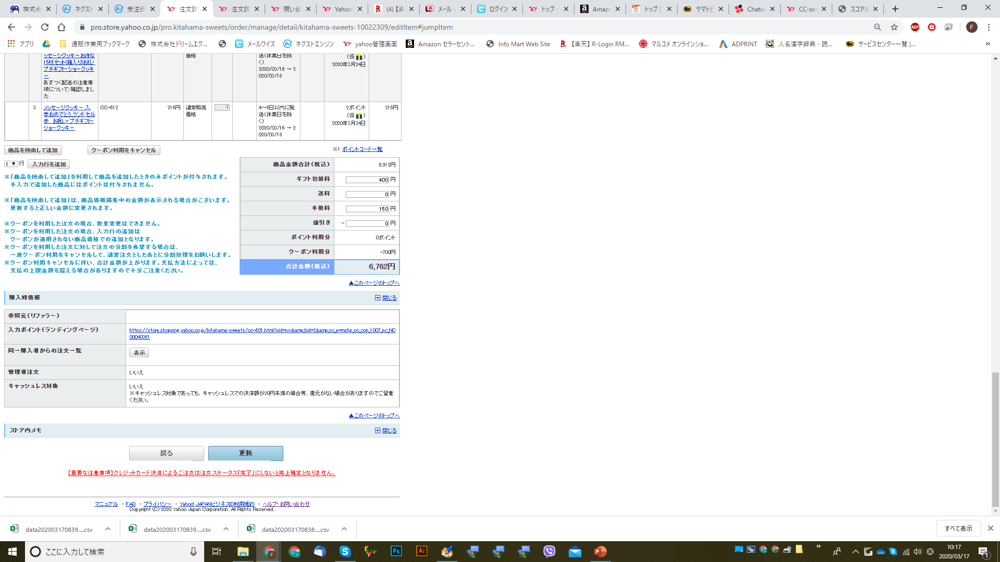 株式会
ネクスト
受注伝
注文詳
注文詳
問い合
Yahoo!
(4)【楽
メール -
ログイン
トップ -
Amazo
トップ |
ヤマトビ
Chatwo
CC-set
スコア後
pro.store.yahoo.co.jp/pro.kitahama-sweets/order/manage/detail/kitahama-sweets-10022309/editItem#jumpItem
アプリ
通販作業用ブックマーク
株式会社ドリームエク...
メールワイズ
ネクストエンジン
yahoo管理画面
Amazon セラーセント...
Info Mart Web Site
【楽天】R-Login RM...
マルコメ オンラインショ...
ADPRINT
人名漢字辞典 - 読...
サービスセンター一覧 |...
»
ッセージクッキー お得な
15枚セット(箱入り)お礼・
プチギフト・ショークッキ
ー
あすつく配送の注意事
項について:確認しまし
た
価格
送(休業日を除
く)
2020/03/16 ～ 2
020/03/18
(仮)
2020年3月24日
3
メッセージクッキー 入
学おめでとう_ランドセル
赤 お祝い・プチギフト・
ショークッキー
CC-612
216円
通常販売
価格
1
4～6日以内に発
送(休業日を除
く)
2020/03/16 ～ 2
020/03/18
2ポイント
(仮)
2020年3月24日
216円
商品を検索して追加
クーポン利用をキャンセル
※1 ポイントコード一覧
1 ▼ 行 入力行を追加
※「商品を検索して追加」を利用して商品を追加したときのみポイントが付与されます。
手入力で追加した商品にはポイントは付与されません。
※「商品を検索して追加」は、商品情報編集中の金額が表示される場合がございます。
更新すると正しい金額に変更されます。
※クーポンを利用した注文の場合、数量変更はできません。
※クーポンを利用した注文の場合、入力行の追加は
クーポンが適用されない商品価格での追加となります。
※クーポンを利用した注文に対して注文の分割を希望する場合は、
一度クーポン利用をキャンセルして、通常注文としたあとに分割処理をお願いします。
※クーポン利用キャンセルに伴い、合計金額が上がります。支払方法によっては、
支払の上限金額を超える場合がありますので十分ご注意ください。
商品金額合計(税込) 6,912円
ギフト包装料 400 円
送料 0 円
手数料 150 円
値引き - 0 円
ポイント利用分 0ポイント
クーポン利用分 -700円
合計金額(税込) 6,762円
▲このページのトップへ
購入時情報
閉じる
参照元(リファラー)
入力ポイント(ランディングページ)
https://store.shopping.yahoo.co.jp/kitahama-sweets/cc-601.html?pid=ivx&amp;bid=2&amp;sc_e=mshp_nc_con_1007_pc_NC
00040361
同一購入者からの注文一覧
表示
管理者注文
いいえ
キャッシュレス対象
いいえ
※キャッシュレス対象であっても、キャッシュレスでの決済額が20円未満の場合等、還元がない場合がありますのでご留意
ください。
▲このページのトップへ
ストア内メモ
閉じる
戻る
更新
【重要な注意事項】クレジットカード決済によるご注文は注文ステータス「完了」にしないと売上確定となりません。
マニュアル - FAQ - プライバシー - Yahoo! JAPANビジネスID利用規約 - ヘルプ・お問い合わせ
Copyright (C) 2020 Yahoo Japan Corporation. All Rights Reserved.
data202003170839....csv
data202003170839....csv
data202003170838....csv
すべて表示
ここに入力して検索
10:17
2020/03/17